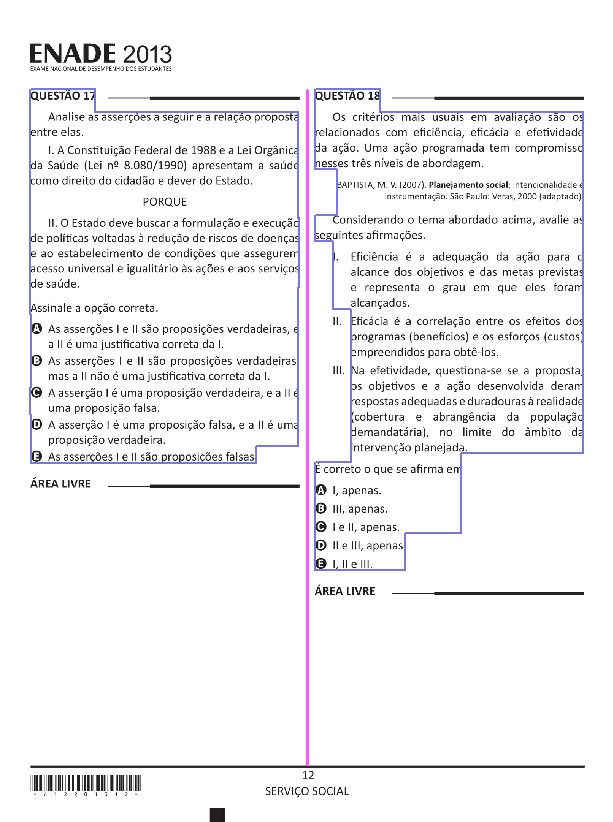 ENADE 2013
EXAME NACIONAL DE DESEMPENHO DOS ESTUDANTES
QUESTÃO 17
Analise as asserções a seguir e a relação proposta
entre elas.
I. A Constituição Federal de 1988 e a Lei Orgânica
da Saúde (Lei nº 8.080/1990) apresentam a saúde
como direito do cidadão e dever do Estado.
PORQUE
II. O Estado deve buscar a formulação e execução
de políticas voltadas à redução de riscos de doenças
e ao estabelecimento de condições que assegurem
acesso universal e igualitário às ações e aos serviços
de saúde.
Assinale a opção correta.
A As asserções I e II são proposições verdadeiras, e
a II é uma justificativa correta da I.
B As asserções I e II são proposições verdadeiras
mas a II não é uma justificativa correta da I.
C A asserção I é uma proposição verdadeira, e a II é
uma proposição falsa.
D A asserção I é uma proposição falsa, e a II é uma
proposição verdadeira.
E As asserções I e II são proposições falsas
ÁREA LIVRE
QUESTÃO 18
Os critérios mais usuais em avaliação são os
relacionados com eficiência, eficácia e efetividade
da ação. Uma ação programada tem compromisso
nesses três níveis de abordagem.
BAPTISTA, M. V. (2007). Planejamento social: intencionalidade e
instrumentação. São Paulo: Veras, 2000 (adaptado)
Considerando o tema abordado acima, avalie as
seguintes afirmações.
I. Eficiência é a adequação da ação para o
alcance dos objetivos e das metas previstas
e representa o grau em que eles foram
alcançados.
II. Eficácia é a correlação entre os efeitos dos
programas (benefícios) e os esforços (custos)
empreendidos para obtê-los.
III. Na efetividade, questiona-se se a proposta,
os objetivos e a ação desenvolvida deram
respostas adequadas e duradouras à realidade
(cobertura e abrangência da população
demandatária), no limite do âmbito da
intervenção planejada.
É correto o que se afirma em
A I, apenas.
B III, apenas.
C I e II, apenas.
D II e III, apenas
E I, II e III.
ÁREA LIVRE
12
SERVIÇO SOCIAL